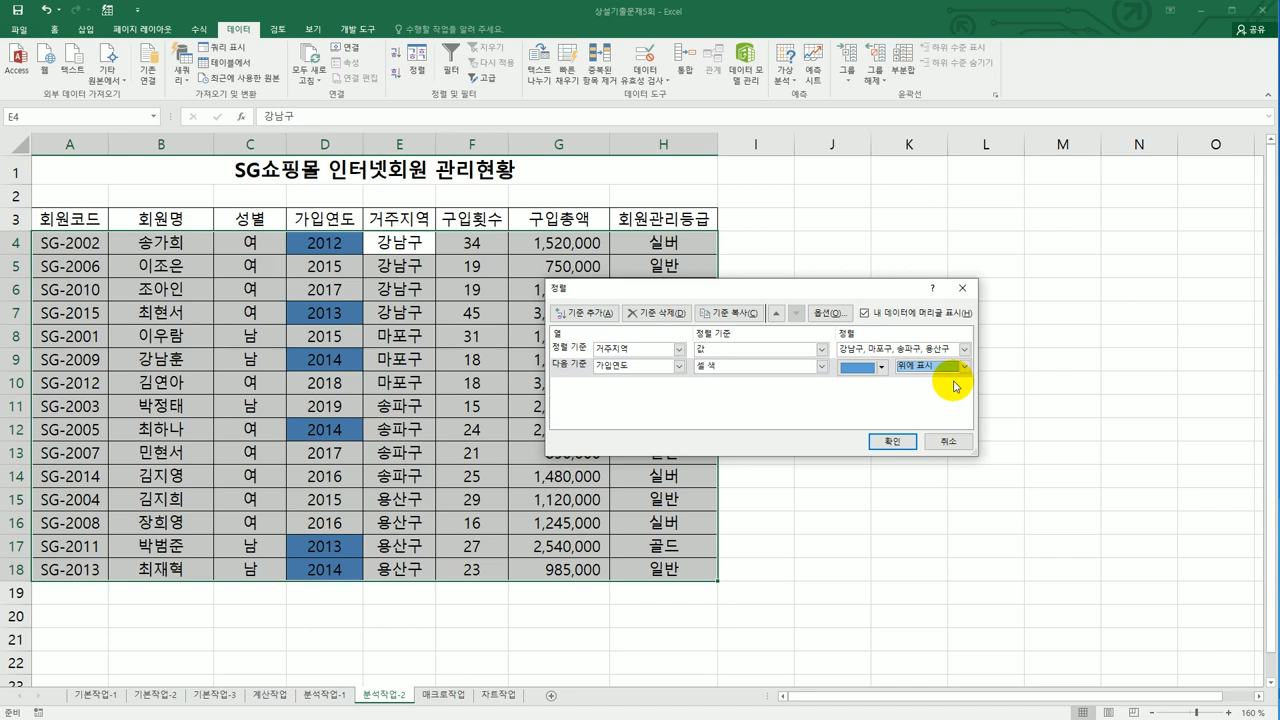 상설기출문제5회 - Excel
파일 홈 삽입 페이지 레이아웃 수식 데이터 검토 보기 개발 도구 수행할 작업을 알려 주세요. 공유
Access 웹 텍스트 기타 원본에서 기존 연결 새쿼리 쿼리 표시 테이블에서 최근에 사용한 원본 모두 새로 고침 연결 속성 연결 편집 정렬 필터 지우기 다시 적용 고급 텍스트 나누기 빠른 채우기 중복된 항목 제거 데이터 유효성 검사 통합 관계 데이터 모델 관리 가상 분석 예측 시트 그룹 그룹 해제 부분합 하위 수준 표시 하위 수준 숨기기
외부 데이터 가져오기 가져오기 및 변환 연결 정렬 및 필터 데이터 도구 예측 윤곽선
E4 fx 강남구
A B C D E F G H I J K L M N O
1 SG쇼핑몰 인터넷회원 관리현황
2
3 회원코드 회원명 성별 가입연도 거주지역 구입횟수 구입총액 회원관리등급
4 SG-2002 송가희 여 2012 강남구 34 1,520,000 실버
5 SG-2006 이조은 여 2015 강남구 19 750,000 일반
6 SG-2010 조아인 여 2017 강남구 19 1,
7 SG-2015 최현서 여 2013 강남구 45 3,
8 SG-2001 이우람 남 2015 마포구 31 1,
9 SG-2009 강남훈 남 2014 마포구 18 1,
10 SG-2012 김연아 여 2018 마포구 18 3,
11 SG-2003 박정태 남 2019 송파구 15 2,
12 SG-2005 최하나 여 2014 송파구 24 2,
13 SG-2007 민현서 여 2017 송파구 21
14 SG-2014 김지영 여 2016 송파구 25 1,480,000 실버
15 SG-2004 김지희 여 2015 용산구 29 1,120,000 일반
16 SG-2008 장희영 여 2016 용산구 16 1,245,000 실버
17 SG-2011 박범준 남 2013 용산구 27 2,540,000 골드
18 SG-2013 최재혁 남 2014 용산구 23 985,000 일반
19
20
21
22
23
정렬 ?
기준 추가(A) 기준 삭제(D) 기준 복사(C) 옵션(O)... 내 데이터에 머리글 표시(H)
열 정렬 기준 정렬
정렬 기준 거주지역 값 강남구, 마포구, 송파구, 용산구
다음 기준 가입연도 셀 색 위에 표시
확인 취소
기본작업-1 기본작업-2 기본작업-3 계산작업 분석작업-1 분석작업-2 매크로작업 차트작업
준비 160 %